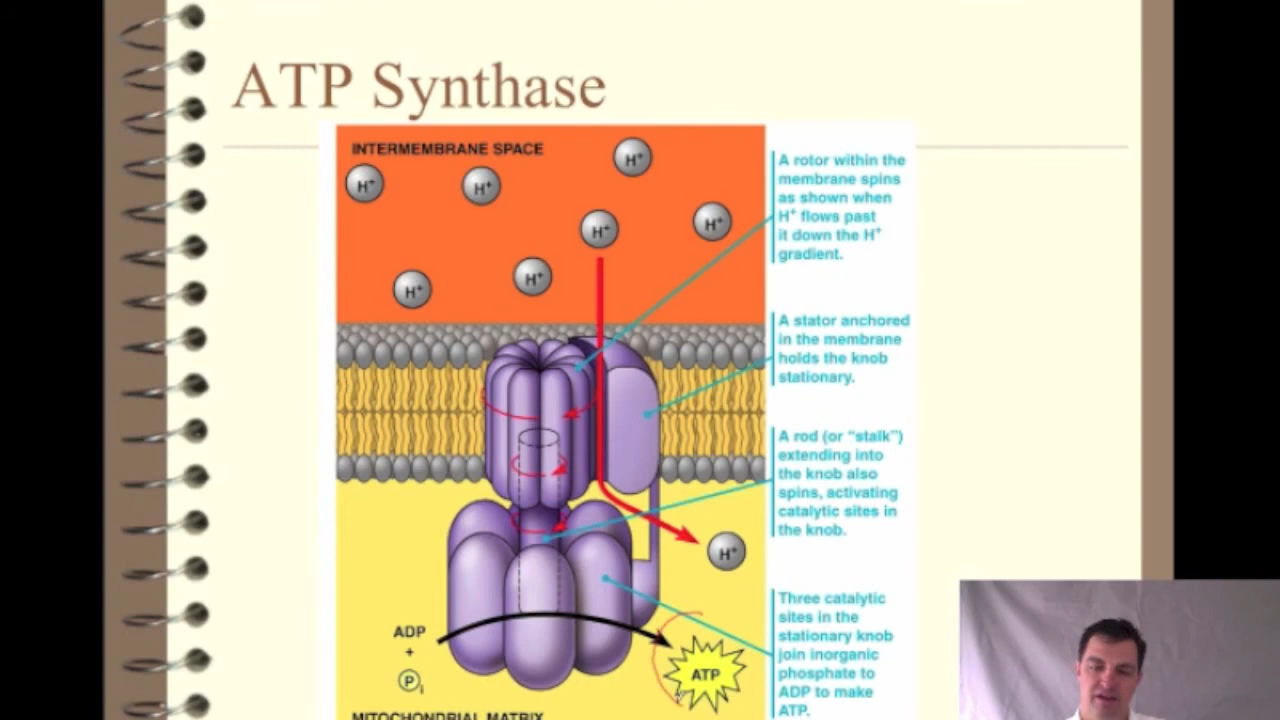 ATP Synthase
INTERMEMBRANE SPACE
H+
H+
H+
H+
H+
H+
H+
A rotor within the
membrane spins
as shown when
H+ flows past
it down the H+
gradient.
A stator anchored
in the membrane
holds the knob
stationary.
A rod (or “stalk”)
extending into
the knob also
spins, activating
catalytic sites in
the knob.
H+
Three catalytic
sites in the
stationary knob
join inorganic
phosphate to
ADP to make
ATP.
ADP
+
P i
ATP
MITOCHONDRIAL MATRIX